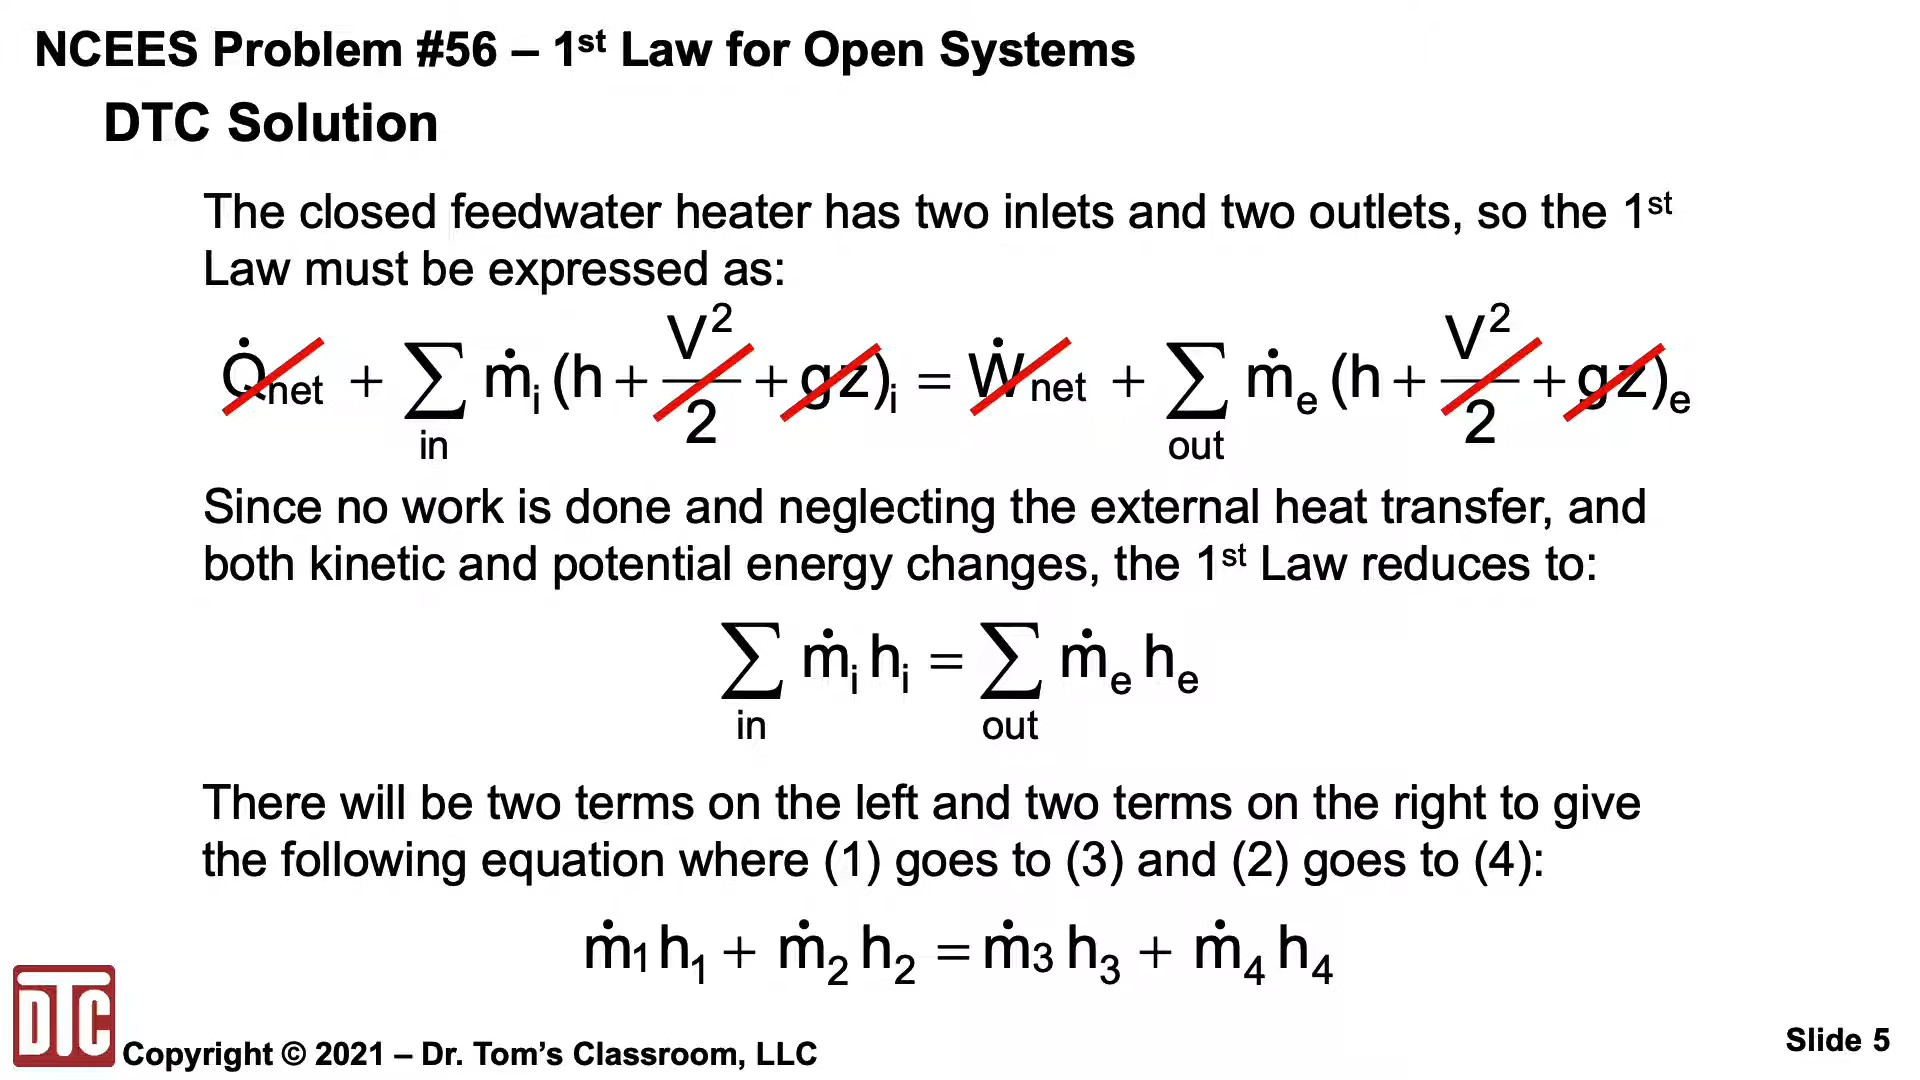 NCEES Problem #56 – 1st Law for Open Systems
DTC Solution
The closed feedwater heater has two inlets and two outlets, so the 1st
Law must be expressed as:
Q̇net + ∑in ṁi (h + V²/2 + gz)i = Ẇnet + ∑out ṁe (h + V²/2 + gz)e
Since no work is done and neglecting the external heat transfer, and
both kinetic and potential energy changes, the 1st Law reduces to:
∑in ṁi hi = ∑out ṁe he
There will be two terms on the left and two terms on the right to give
the following equation where (1) goes to (3) and (2) goes to (4):
ṁ1 h1 + ṁ2 h2 = ṁ3 h3 + ṁ4 h4
DTC
Copyright © 2021 – Dr. Tom's Classroom, LLC
Slide 5